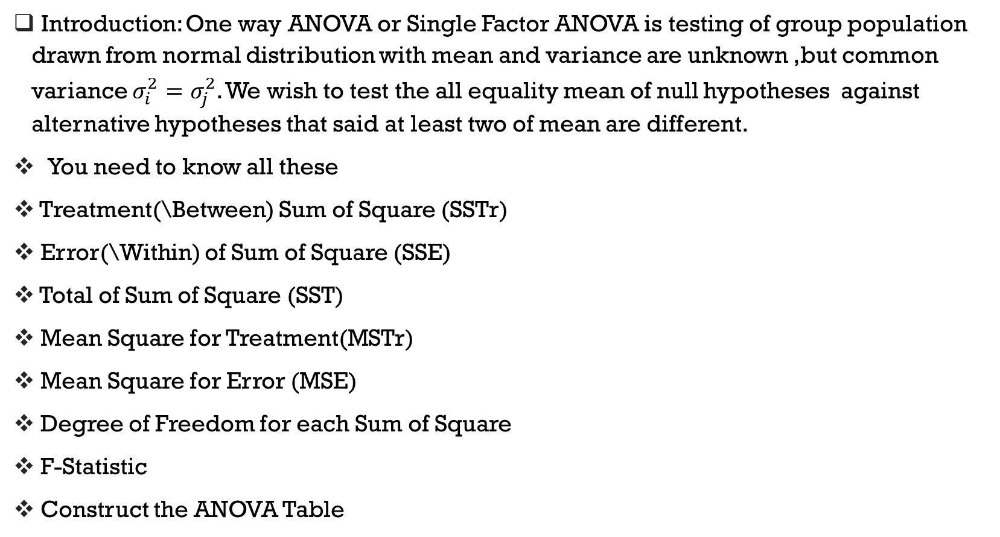 ❑ Introduction: One way ANOVA or Single Factor ANOVA is testing of group population
drawn from normal distribution with mean and variance are unknown ,but common
variance σᵢ² = σⱼ². We wish to test the all equality mean of null hypotheses against
alternative hypotheses that said at least two of mean are different.
❖ You need to know all these
❖ Treatment(\Between) Sum of Square (SSTr)
❖ Error(\Within) of Sum of Square (SSE)
❖ Total of Sum of Square (SST)
❖ Mean Square for Treatment(MSTr)
❖ Mean Square for Error (MSE)
❖ Degree of Freedom for each Sum of Square
❖ F-Statistic
❖ Construct the ANOVA Table